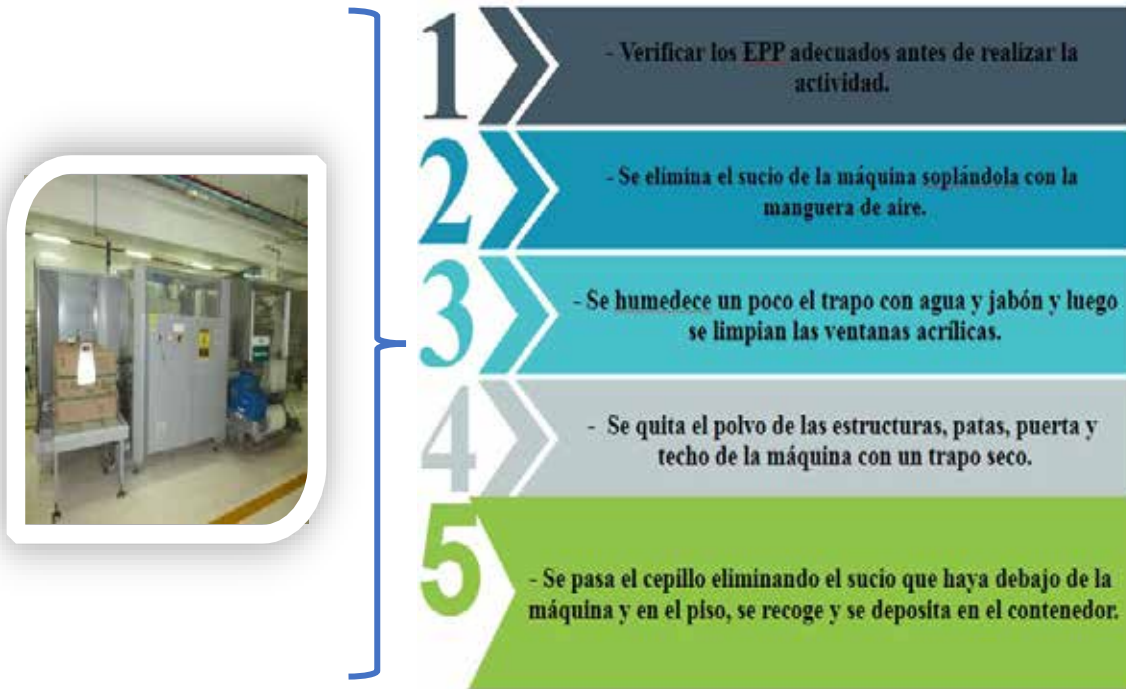 1
- Verificar los EPP adecuados antes de realizar la
actividad.
2
- Se elimina el sucio de la máquina soplándola con la
manguera de aire.
3
- Se humedece un poco el trapo con agua y jabón y luego
se limpian las ventanas acrílicas.
4
- Se quita el polvo de las estructuras, patas, puerta y
techo de la máquina con un trapo seco.
5
- Se pasa el cepillo eliminando el sucio que haya debajo de la
máquina y en el piso, se recoge y se deposita en el contenedor.